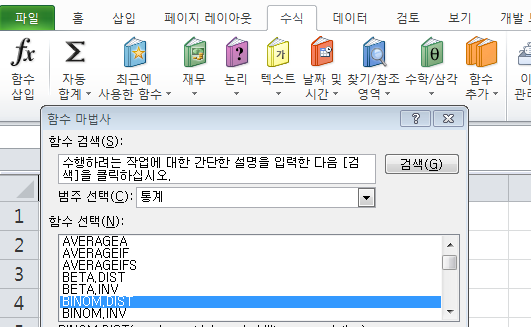 파일 홈 삽입 페이지 레이아웃 수식 데이터 검토 보기 개발 도
fx Σ ? 가 θ
함수 자동 최근에 재무 논리 텍스트 날짜 및 찾기/참조 수학/삼각 함수
삽입 합계 사용한 함수 시간 영역 추가
함수 마법사
함수 검색(S):
수행하려는 작업에 대한 간단한 설명을 입력한 다음 [검
색]을 클릭하십시오.
검색(G)
범주 선택(C): 통계
함수 선택(N):
1
2
3
4
AVERAGEA
AVERAGEIF
AVERAGEIFS
BETA.DIST
BETA.INV
BINOM.DIST
BINOM.INV